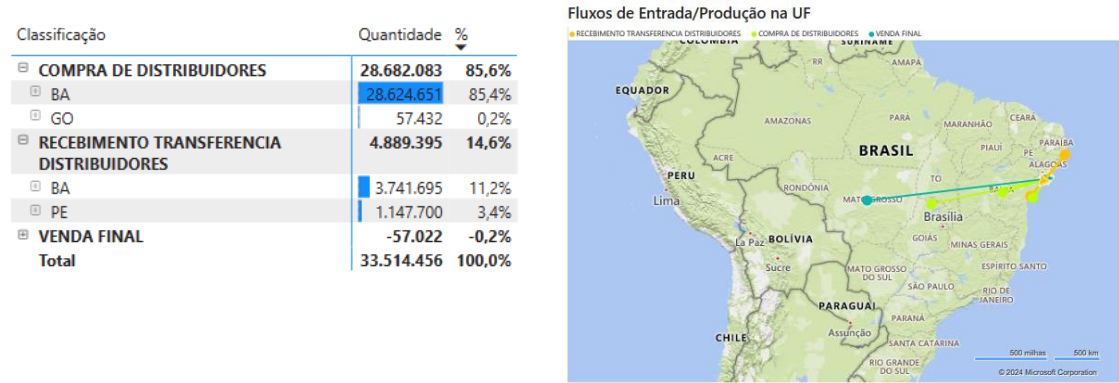 Classificação Quantidade %
COMPRA DE DISTRIBUIDORES 28.682.083 85,6%
BA 28.624.651 85,4%
GO 57.432 0,2%
RECEBIMENTO TRANSFERENCIA 4.889.395 14,6%
DISTRIBUIDORES
BA 3.741.695 11,2%
PE 1.147.700 3,4%
VENDA FINAL -57.022 -0,2%
Total 33.514.456 100,0%
Fluxos de Entrada/Produção na UF
RECEBIMENTO TRANSFERENCIA DISTRIBUIDORES COMPRA DE DISTRIBUIDORES VENDA FINAL
COLÔMBIA SURINAME
RR AMAPÁ
EQUADOR
AMAZONAS PARÁ MARANHÃO CEARÁ
PARAÍBA
BRASIL PIAUÍ PE
ACRE ALAGOAS
PERU TO
RONDÔNIA
Lima MATO GROSSO
Brasília
La Paz BOLÍVIA GOIÁS MINAS GERAIS
Sucre
MATO GROSSO
DO SUL
ESPÍRITO SANTO
SÃO PAULO RIO DE
JANEIRO
PARAGUAI
PARANÁ
Assunção
CHILE SANTA CATARINA
500 milhas 500 km
RIO GRANDE
DO SUL
© 2024 Microsoft Corporation